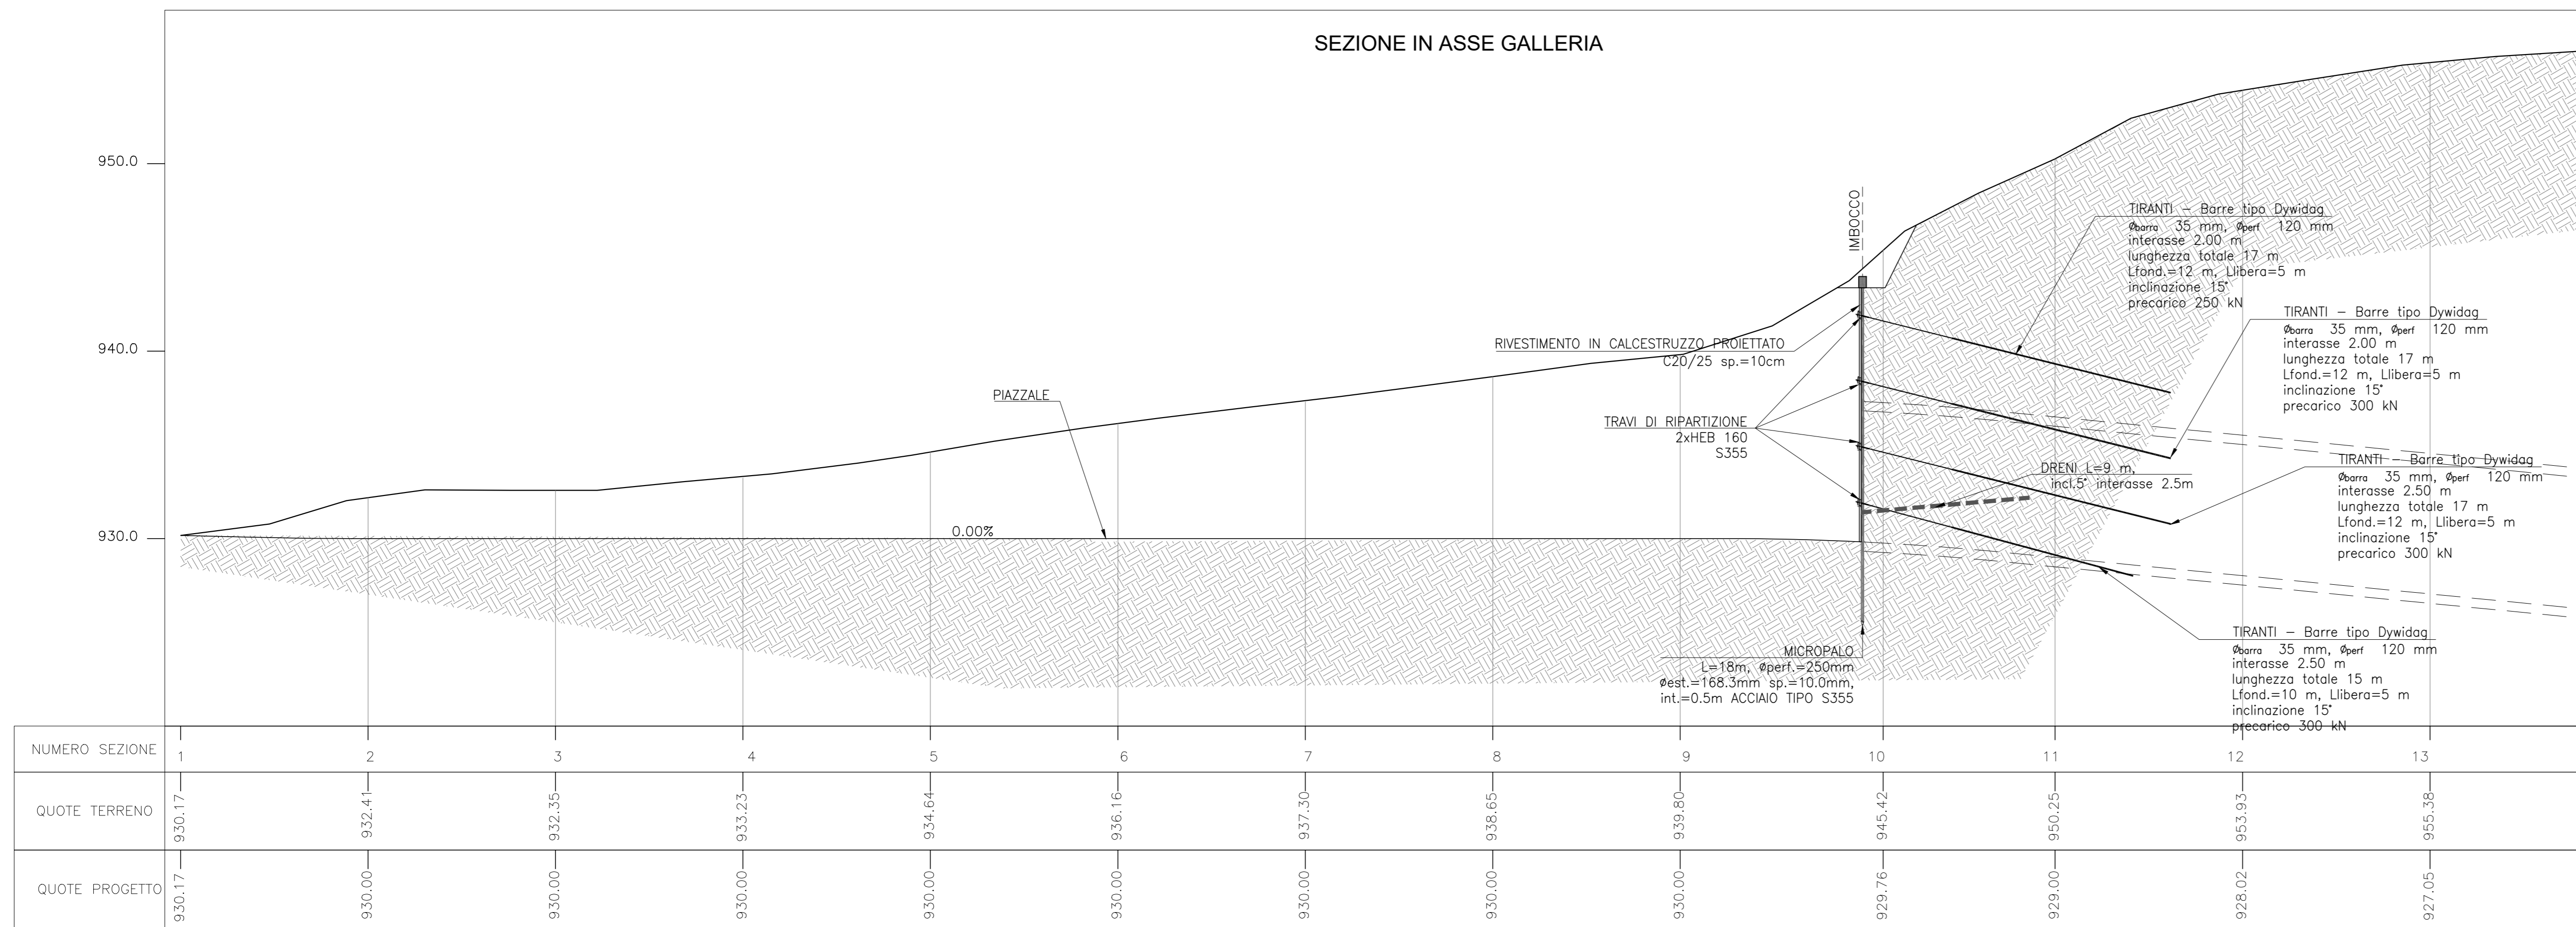 SEZIONE IN ASSE GALLERIA
950.0
940.0
930.0
IMBOCCO
TIRANTI – Barre tipo Dywidag
Øbarra 35 mm, Øperf 120 mm
interasse 2.00 m
lunghezza totale 17 m
Lfond.=12 m, Llibera=5 m
inclinazione 15°
precarico 250 kN
TIRANTI – Barre tipo Dywidag
Øbarra 35 mm, Øperf 120 mm
interasse 2.00 m
lunghezza totale 17 m
Lfond.=12 m, Llibera=5 m
inclinazione 15°
precarico 300 kN
RIVESTIMENTO IN CALCESTRUZZO PROIETTATO
C20/25 sp.=10cm
PIAZZALE
TRAVI DI RIPARTIZIONE
2xHEB 160
S355
DRENI L=9 m,
incl.5° interasse 2.5m
TIRANTI – Barre tipo Dywidag
Øbarra 35 mm, Øperf 120 mm
interasse 2.50 m
lunghezza totale 17 m
Lfond.=12 m, Llibera=5 m
inclinazione 15°
precarico 300 kN
0.00%
TIRANTI – Barre tipo Dywidag
Øbarra 35 mm, Øperf 120 mm
interasse 2.50 m
lunghezza totale 15 m
Lfond.=10 m, Llibera=5 m
inclinazione 15°
precarico 300 kN
MICROPALO
L=18m, Øperf.=250mm
Øest.=168.3mm sp.=10.0mm,
int.=0.5m ACCIAIO TIPO S355
NUMERO SEZIONE 1 2 3 4 5 6 7 8 9 10 11 12 13
QUOTE TERRENO 930.17 932.41 932.35 933.23 934.64 936.16 937.30 938.65 939.80 945.42 950.25 953.93 955.38
QUOTE PROGETTO 930.17 930.00 930.00 930.00 930.00 930.00 930.00 930.00 930.00 929.76 929.00 928.02 927.05